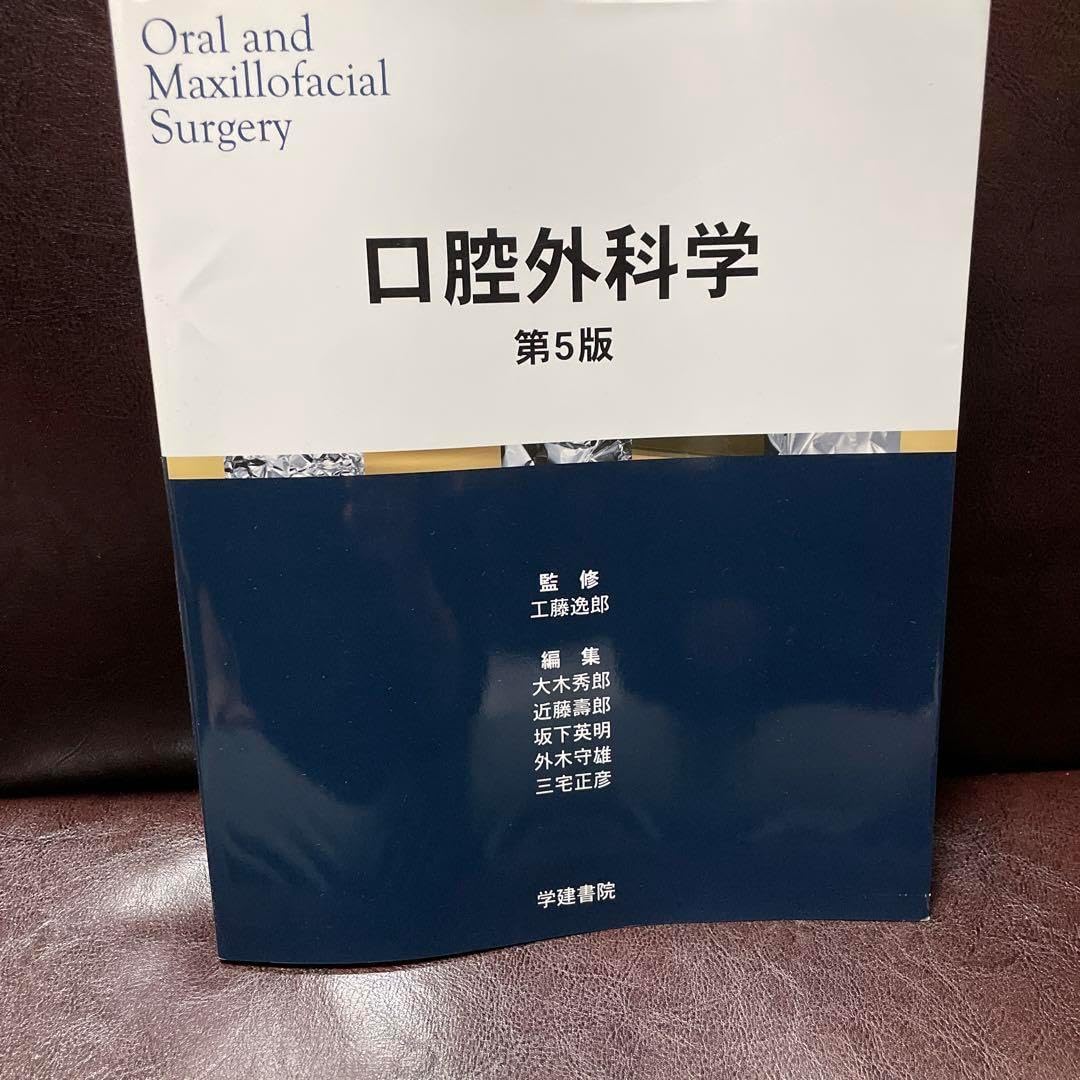 Oral and
Maxillofacial
Surgery
口腔外科学
第5版
監 修
工藤逸郎
編 集
大木秀郎
近藤壽郎
坂下英明
外木守雄
三宅正彦
学建書院